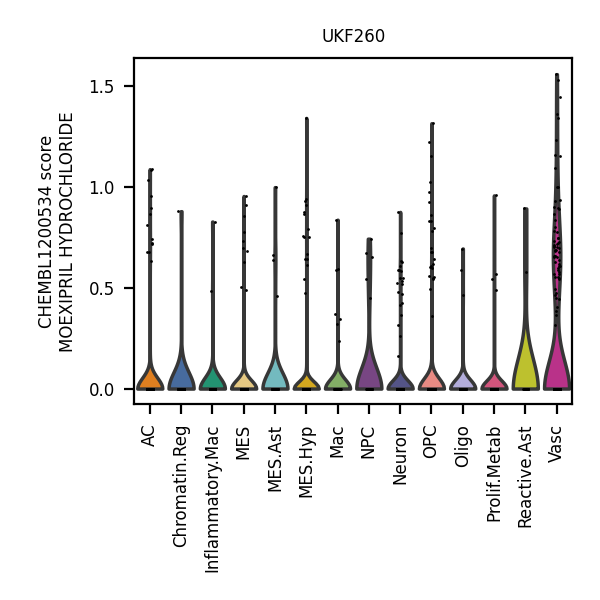 UKF260
CHEMBL1200534 score
MOEXIPRIL HYDROCHLORIDE
1.5
1.0
0.5
0.0
AC
Chromatin.Reg
Inflammatory.Mac
MES
MES.Ast
MES.Hyp
Mac
NPC
Neuron
OPC
Oligo
Prolif.Metab
Reactive.Ast
Vasc